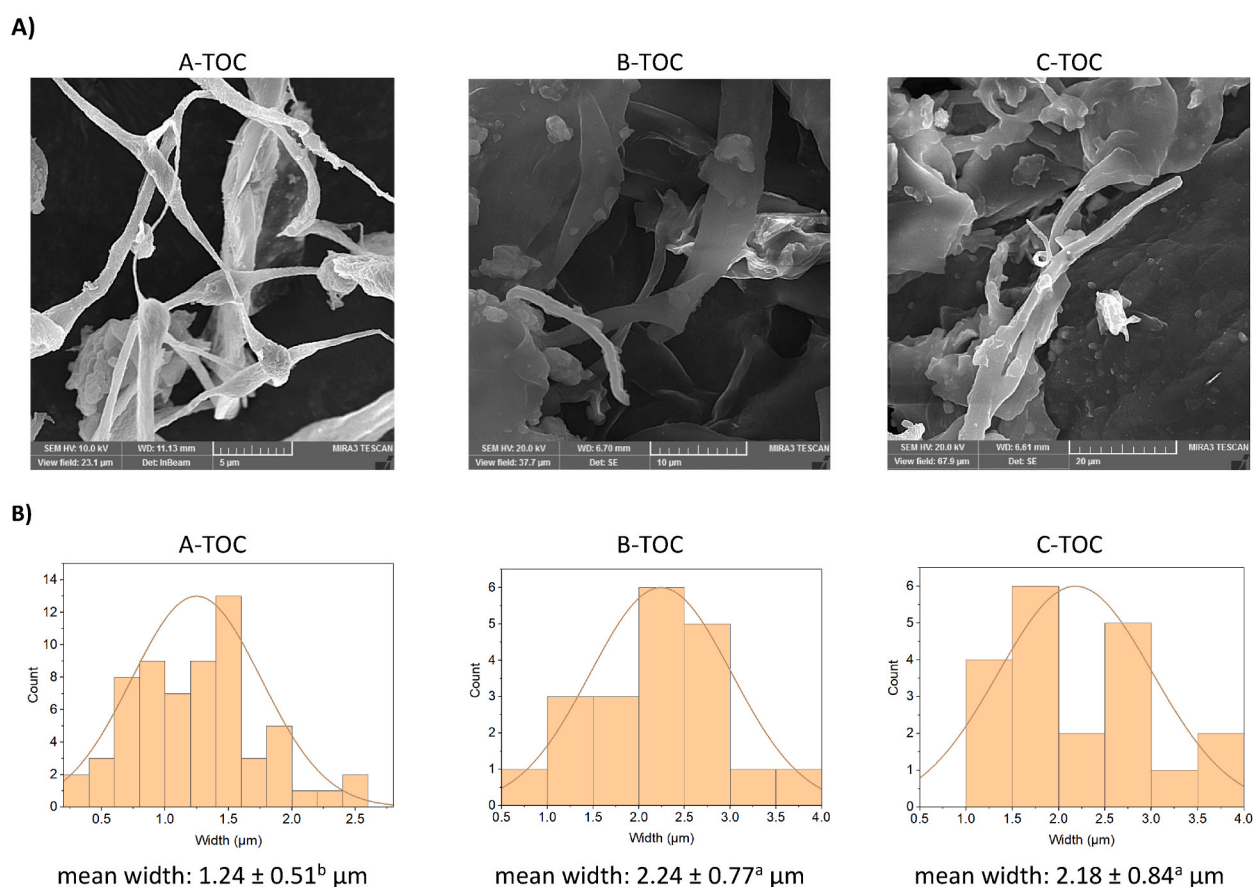 A)
A-TOC
B-TOC
C-TOC
SEM HV: 10.0 kV WD: 11.13 mm MIRA3 TESCAN
View field: 23.1 µm Det: InBeam 5 µm
SEM HV: 20.0 kV WD: 6.70 mm MIRA3 TESCAN
View field: 37.7 µm Det: SE 10 µm
SEM HV: 20.0 kV WD: 6.61 mm MIRA3 TESCAN
View field: 67.9 µm Det: SE 20 µm
B)
A-TOC
14
12
10
8
6
4
2
0
Count
0.5 1.0 1.5 2.0 2.5
Width (µm)
mean width: 1.24 ± 0.51ᵇ µm
B-TOC
6
5
4
3
2
1
0
Count
0.5 1.0 1.5 2.0 2.5 3.0 3.5 4.0
Width (µm)
mean width: 2.24 ± 0.77ᵃ µm
C-TOC
6
5
4
3
2
1
0
Count
0.5 1.0 1.5 2.0 2.5 3.0 3.5 4.0
Width (µm)
mean width: 2.18 ± 0.84ᵃ µm